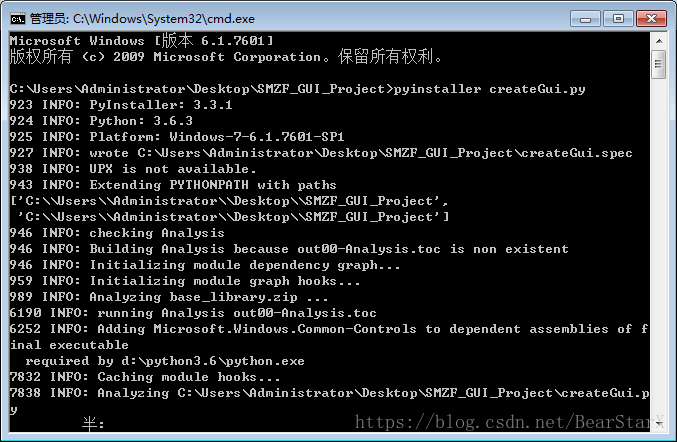 管理员: C:\Windows\System32\cmd.exe
Microsoft Windows [版本 6.1.7601]
版权所有 (c) 2009 Microsoft Corporation。保留所有权利。
C:\Users\Administrator\Desktop\SMZF_GUI_Project>pyinstaller createGui.py
923 INFO: PyInstaller: 3.3.1
924 INFO: Python: 3.6.3
925 INFO: Platform: Windows-7-6.1.7601-SP1
927 INFO: wrote C:\Users\Administrator\Desktop\SMZF_GUI_Project\createGui.spec
938 INFO: UPX is not available.
943 INFO: Extending PYTHONPATH with paths
['C:\\Users\\Administrator\\Desktop\\SMZF_GUI_Project',
 'C:\\Users\\Administrator\\Desktop\\SMZF_GUI_Project']
946 INFO: checking Analysis
946 INFO: Building Analysis because out00-Analysis.toc is non existent
946 INFO: Initializing module dependency graph...
959 INFO: Initializing module graph hooks...
989 INFO: Analyzing base_library.zip ...
6190 INFO: running Analysis out00-Analysis.toc
6252 INFO: Adding Microsoft.Windows.Common-Controls to dependent assemblies of f
inal executable
  required by d:\python3.6\python.exe
7832 INFO: Caching module hooks...
7838 INFO: Analyzing C:\Users\Administrator\Desktop\SMZF_GUI_Project\createGui.p
y
半:
https://blog.csdn.net/BearStarX